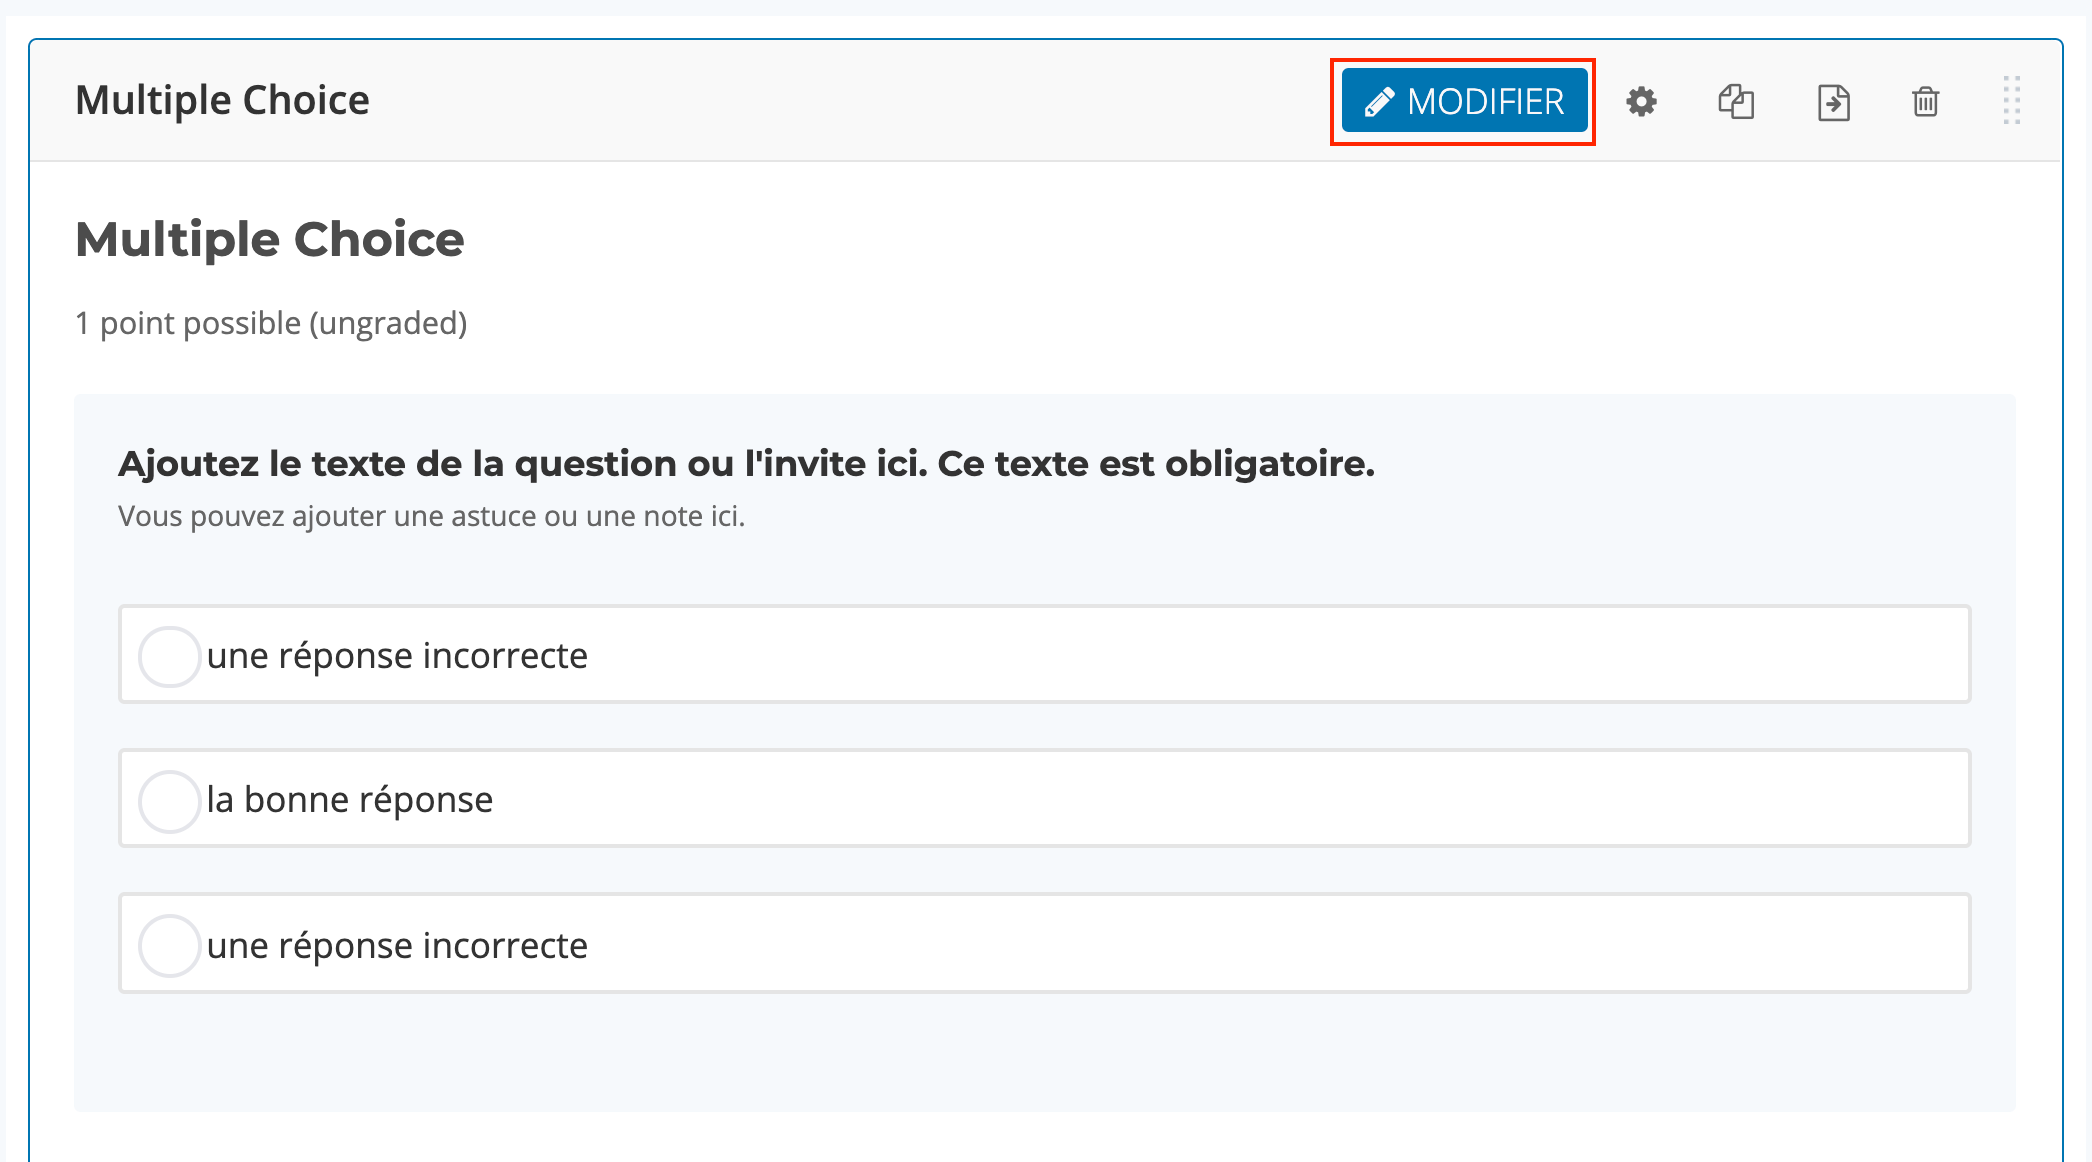 Multiple Choice
MODIFIER
Multiple Choice
1 point possible (ungraded)
Ajoutez le texte de la question ou l'invite ici. Ce texte est obligatoire.
Vous pouvez ajouter une astuce ou une note ici.
une réponse incorrecte
la bonne réponse
une réponse incorrecte